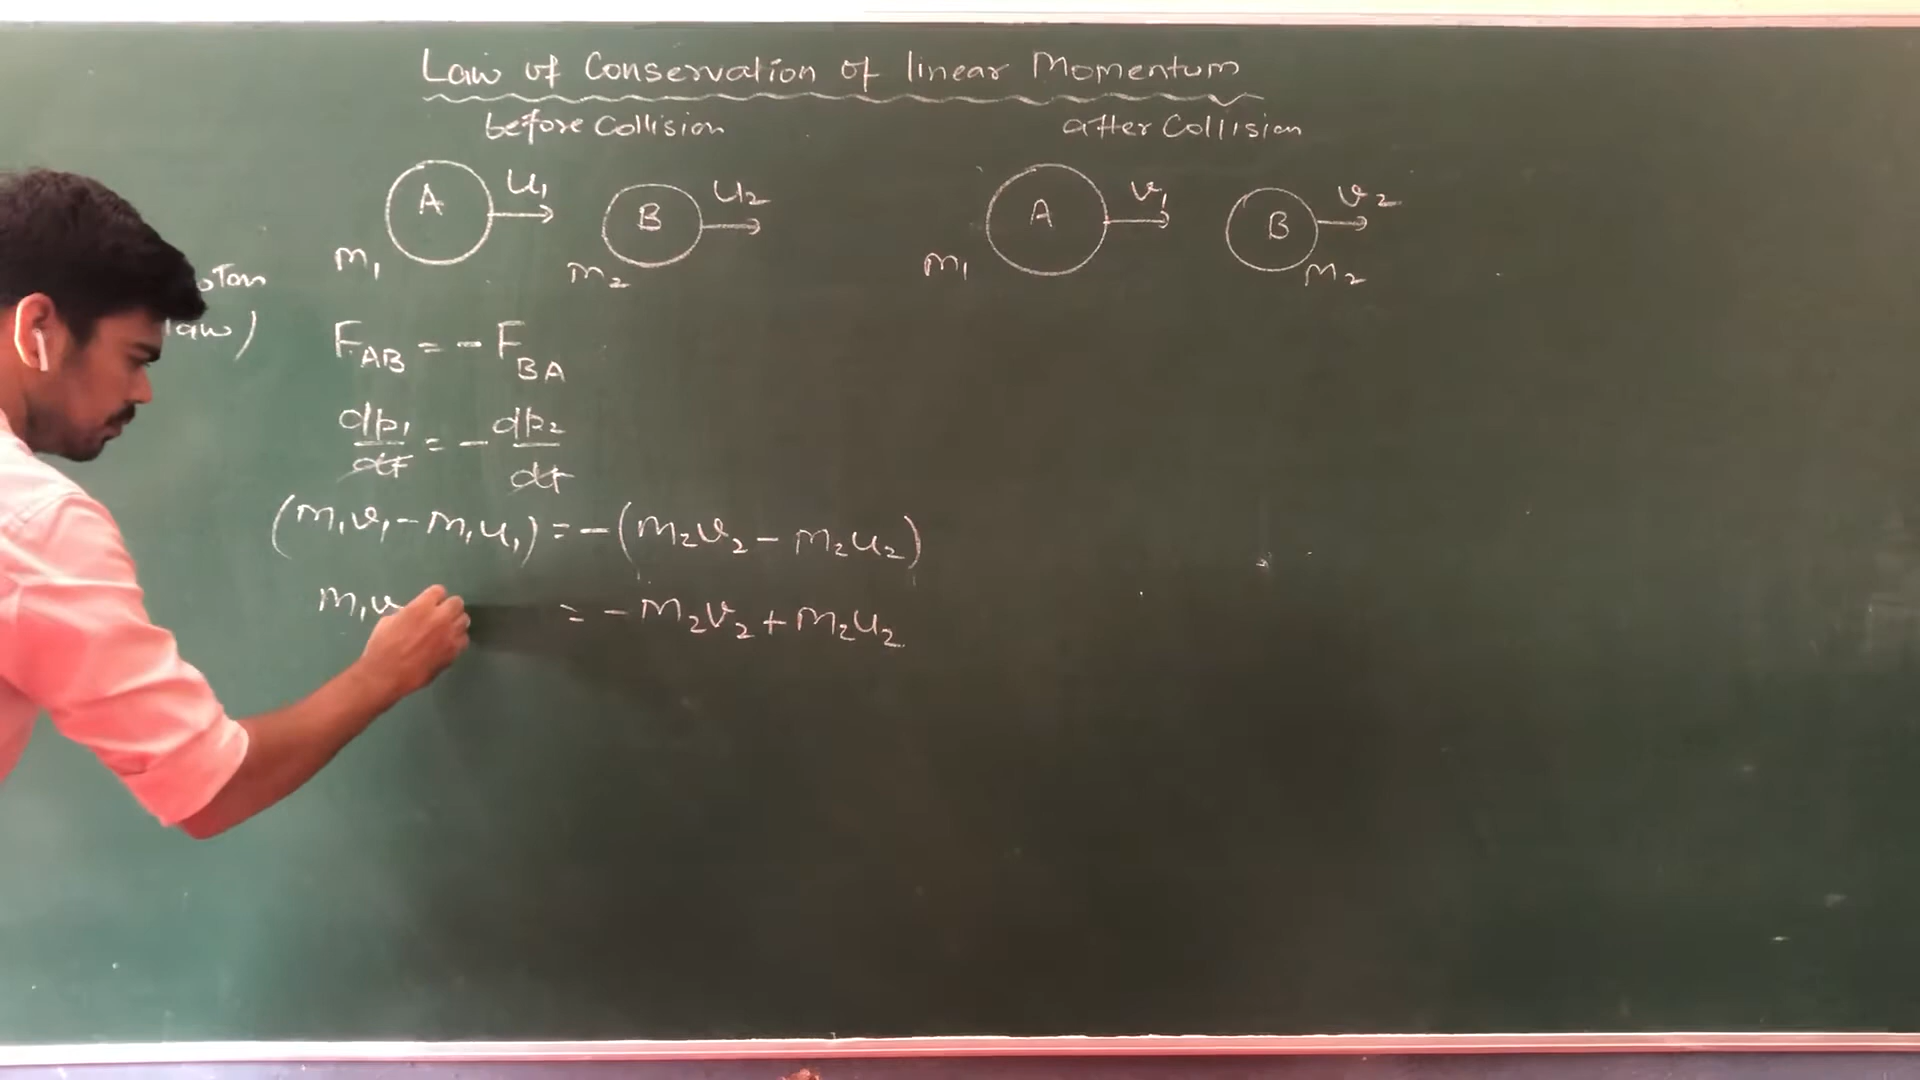 Law of Conservation of linear Momentum
before Collision
after Collision
A u₁ B u₂
m₁ m₂
A v₁ B v₂
m₁ m₂
law)
F_AB = - F_BA
dp₁/dt = - dp₂/dt
(m₁v₁ - m₁u₁) = - (m₂v₂ - m₂u₂)
m₁v = - m₂v₂ + m₂u₂